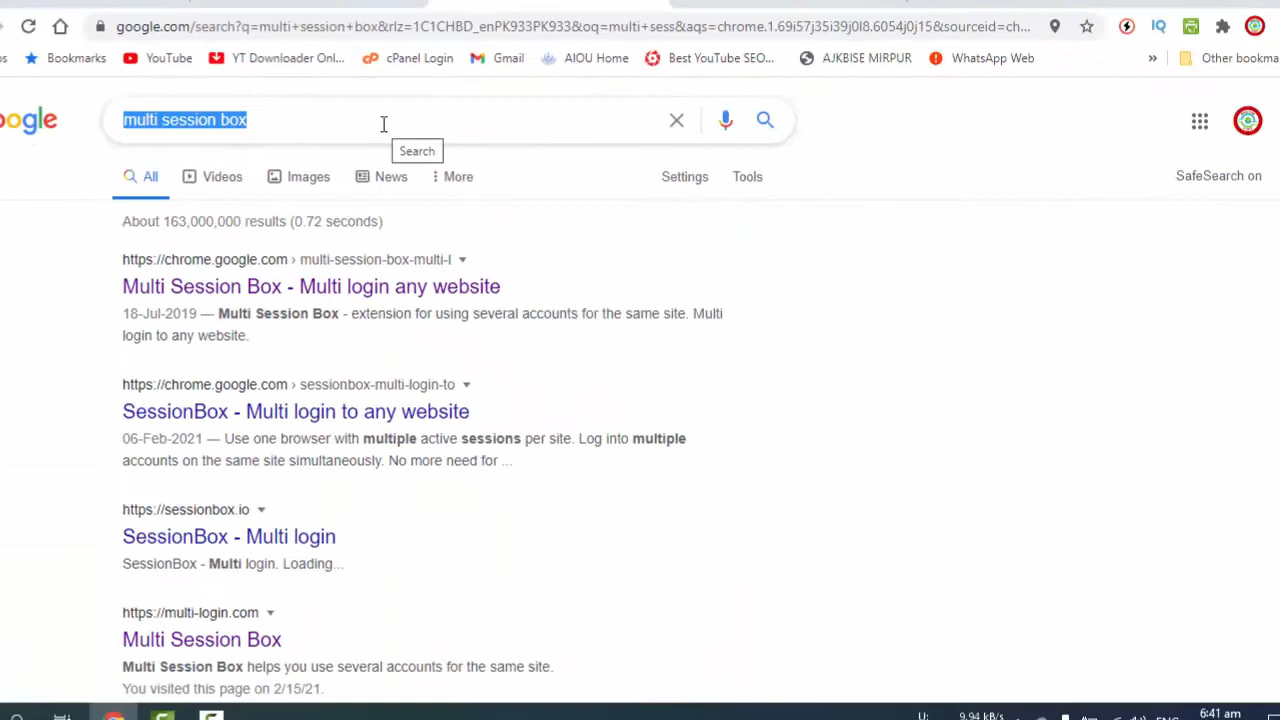 google.com/search?q=multi+session+box&rlz=1C1CHBD_enPK933PK933&oq=multi+sess&aqs=chrome.1.69i57j35i39j0l8.6054j0j15&sourceid=ch...
Bookmarks YouTube YT Downloader Onl... cPanel Login Gmail AIOU Home Best YouTube SEO... AJKBISE MIRPUR WhatsApp Web » Other bookma
multi session box
Search
All Videos Images News More Settings Tools SafeSearch on
About 163,000,000 results (0.72 seconds)
https://chrome.google.com › multi-session-box-multi-l
Multi Session Box - Multi login any website
18-Jul-2019 — Multi Session Box - extension for using several accounts for the same site. Multi
login to any website.
https://chrome.google.com › sessionbox-multi-login-to
SessionBox - Multi login to any website
06-Feb-2021 — Use one browser with multiple active sessions per site. Log into multiple
accounts on the same site simultaneously. No more need for ...
https://sessionbox.io
SessionBox - Multi login
SessionBox - Multi login. Loading...
https://multi-login.com
Multi Session Box
Multi Session Box helps you use several accounts for the same site.
You visited this page on 2/15/21.
U: 9.94 kB/s ENG 6:41 am